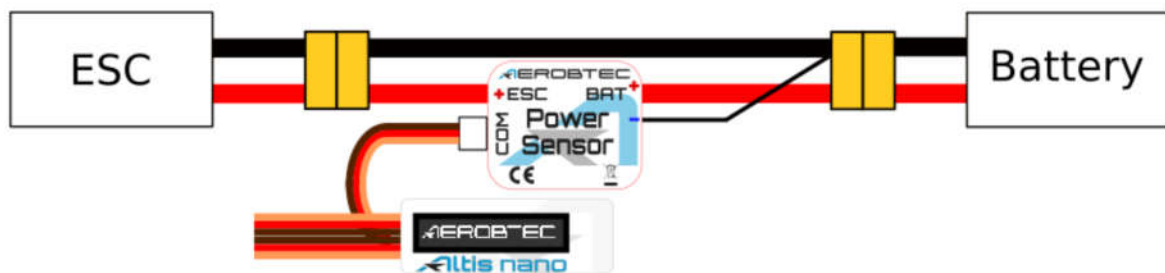 ESC
Battery
AEROBTEC
+ESC BAT+
COM
Power
Sensor
-
CE
AEROBTEC
Altis nano